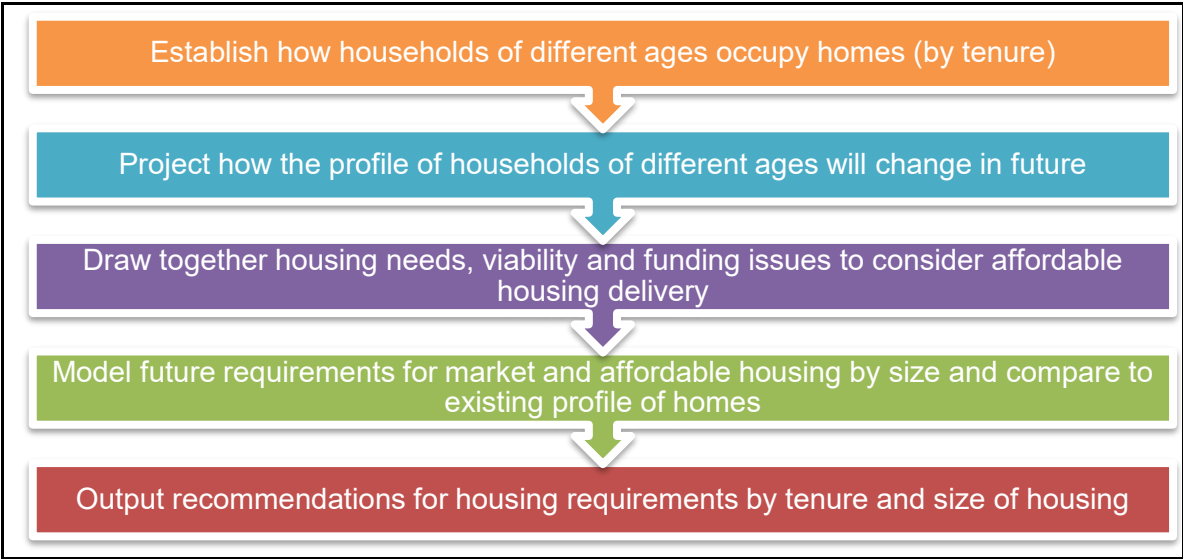 Establish how households of different ages occupy homes (by tenure)
Project how the profile of households of different ages will change in future
Draw together housing needs, viability and funding issues to consider affordable
housing delivery
Model future requirements for market and affordable housing by size and compare to
existing profile of homes
Output recommendations for housing requirements by tenure and size of housing